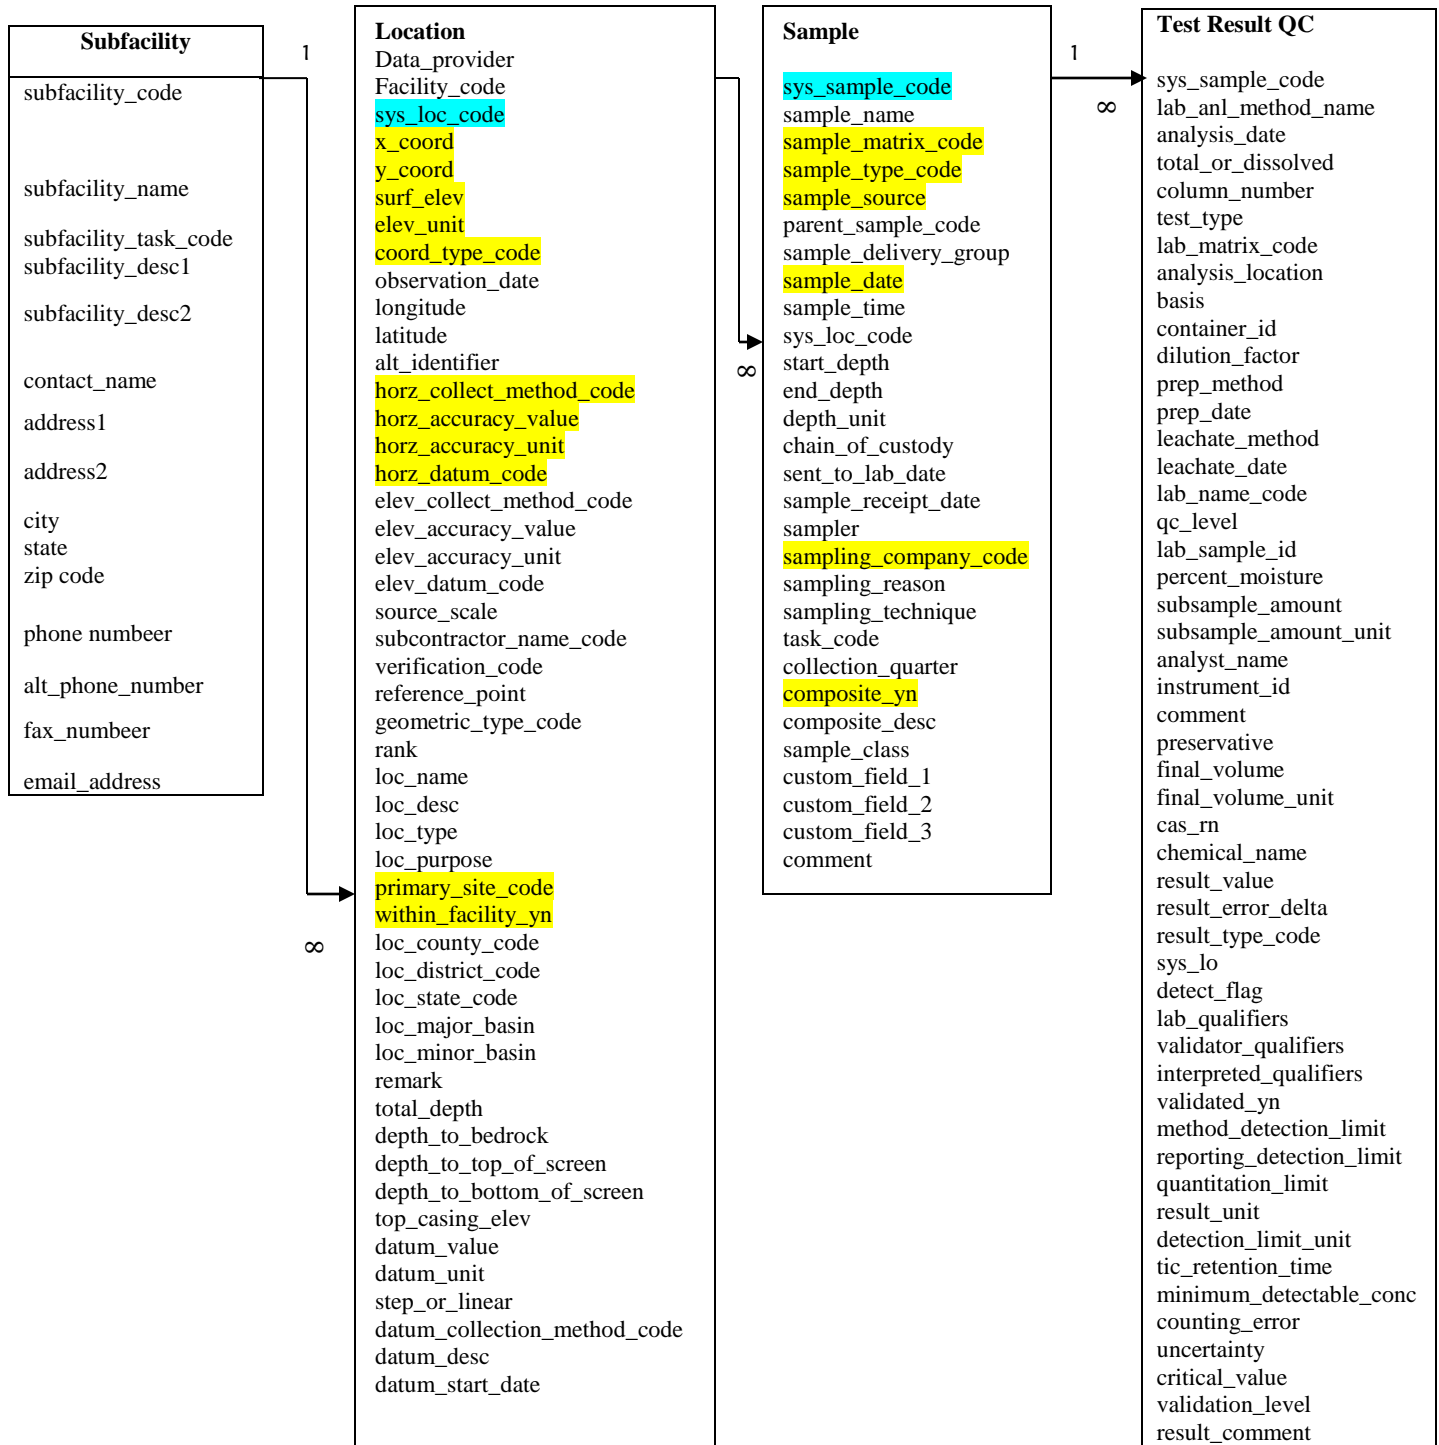 Subfacility
subfacility_code
subfacility_name
subfacility_task_code
subfacility_desc1
subfacility_desc2
contact_name
address1
address2
city
state
zip code
phone numbeer
alt_phone_number
fax_numbeer
email_address
1
∞
Location
Data_provider
Facility_code
sys_loc_code
x_coord
y_coord
surf_elev
elev_unit
coord_type_code
observation_date
longitude
latitude
alt_identifier
horz_collect_method_code
horz_accuracy_value
horz_accuracy_unit
horz_datum_code
elev_collect_method_code
elev_accuracy_value
elev_accuracy_unit
elev_datum_code
source_scale
subcontractor_name_code
verification_code
reference_point
geometric_type_code
rank
loc_name
loc_desc
loc_type
loc_purpose
primary_site_code
within_facility_yn
loc_county_code
loc_district_code
loc_state_code
loc_major_basin
loc_minor_basin
remark
total_depth
depth_to_bedrock
depth_to_top_of_screen
depth_to_bottom_of_screen
top_casing_elev
datum_value
datum_unit
step_or_linear
datum_collection_method_code
datum_desc
datum_start_date
∞
Sample
sys_sample_code
sample_name
sample_matrix_code
sample_type_code
sample_source
parent_sample_code
sample_delivery_group
sample_date
sample_time
sys_loc_code
start_depth
end_depth
depth_unit
chain_of_custody
sent_to_lab_date
sample_receipt_date
sampler
sampling_company_code
sampling_reason
sampling_technique
task_code
collection_quarter
composite_yn
composite_desc
sample_class
custom_field_1
custom_field_2
custom_field_3
comment
1
∞
Test Result QC
sys_sample_code
lab_anl_method_name
analysis_date
total_or_dissolved
column_number
test_type
lab_matrix_code
analysis_location
basis
container_id
dilution_factor
prep_method
prep_date
leachate_method
leachate_date
lab_name_code
qc_level
lab_sample_id
percent_moisture
subsample_amount
subsample_amount_unit
analyst_name
instrument_id
comment
preservative
final_volume
final_volume_unit
cas_rn
chemical_name
result_value
result_error_delta
result_type_code
sys_lo
detect_flag
lab_qualifiers
validator_qualifiers
interpreted_qualifiers
validated_yn
method_detection_limit
reporting_detection_limit
quantitation_limit
result_unit
detection_limit_unit
tic_retention_time
minimum_detectable_conc
counting_error
uncertainty
critical_value
validation_level
result_comment